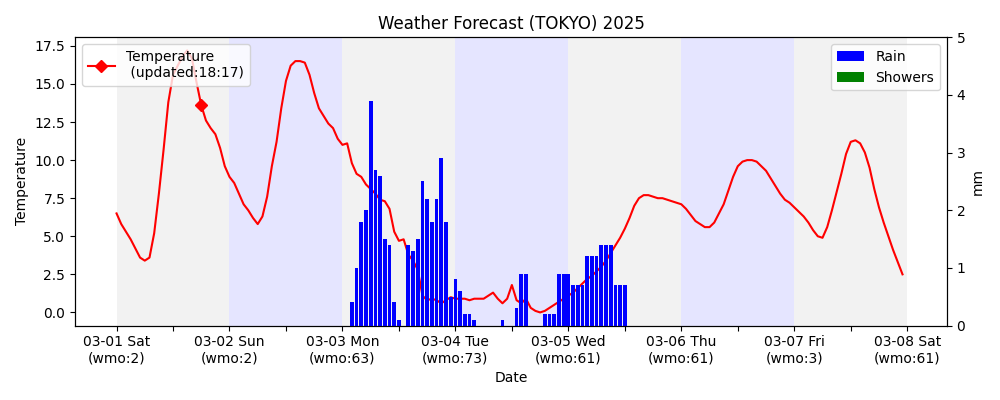 Weather Forecast (TOKYO) 2025
Temperature
(updated:18:17)
Rain
Showers
Temperature
17.5
15.0
12.5
10.0
7.5
5.0
2.5
0.0
5
4
3
2
1
0
mm
03-01 Sat
(wmo:2)
03-02 Sun
(wmo:2)
03-03 Mon
(wmo:63)
03-04 Tue
(wmo:73)
03-05 Wed
(wmo:61)
03-06 Thu
(wmo:61)
03-07 Fri
(wmo:3)
03-08 Sat
(wmo:61)
Date